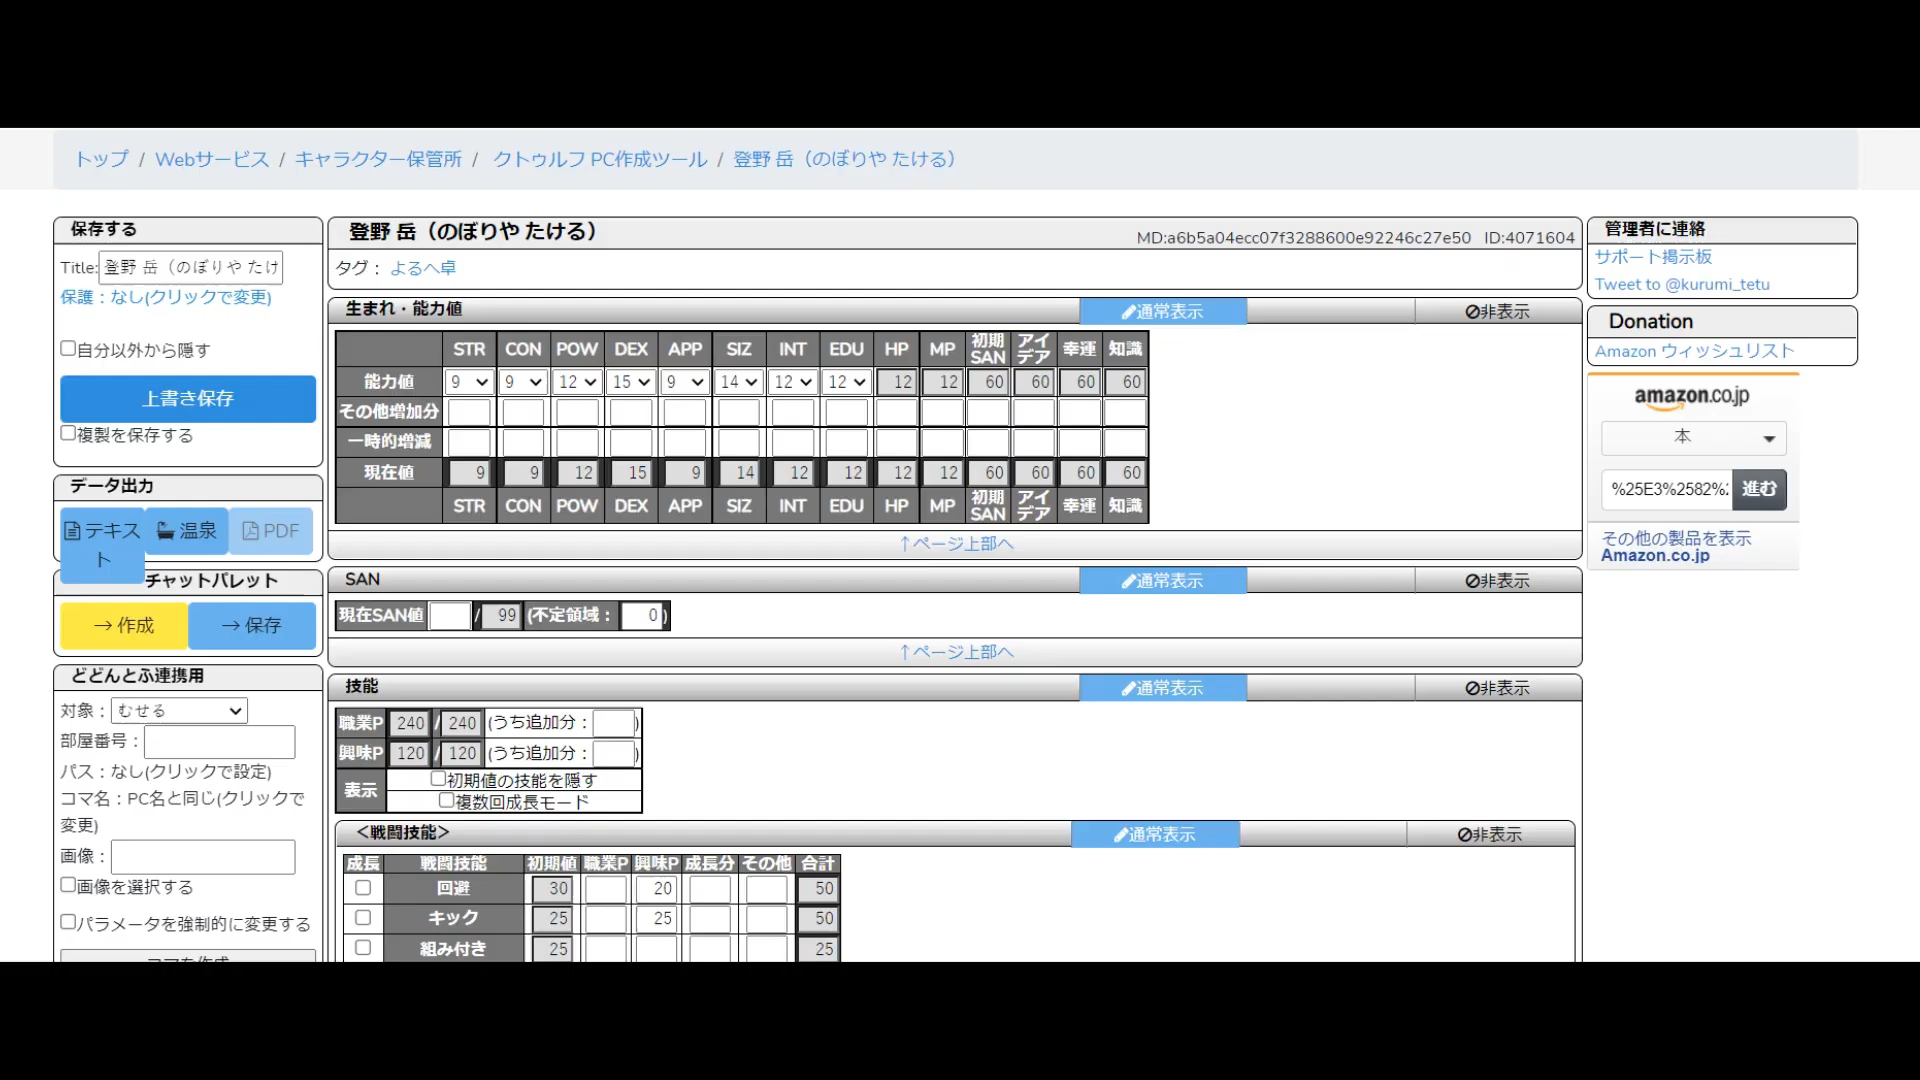 トップ / Webサービス / キャラクター保管所 / クトゥルフ PC作成ツール / 登野 岳（のぼりや たける）
保存する
Title: 登野 岳（のぼりや たけ
保護：なし(クリックで変更)
自分以外から隠す
上書き保存
複製を保存する
データ出力
テキスト 温泉 PDF
チャットパレット
→ 作成 → 保存
どどんとふ連携用
対象： むせる
部屋番号：
パス：なし(クリックで設定)
コマ名：PC名と同じ(クリックで
変更)
画像：
画像を選択する
パラメータを強制的に変更する
コマを作成
登野 岳（のぼりや たける）
MD:a6b5a04ecc07f3288600e92246c27e50 ID:4071604
タグ： よるへ卓
生まれ・能力値 通常表示 非表示
STR CON POW DEX APP SIZ INT EDU HP MP 初期SAN アイデア 幸運 知識
能力値 9 9 12 15 9 14 12 12 12 12 60 60 60 60
その他増加分
一時的増減
現在値 9 9 12 15 9 14 12 12 12 12 60 60 60 60
STR CON POW DEX APP SIZ INT EDU HP MP 初期SAN アイデア 幸運 知識
↑ページ上部へ
SAN 通常表示 非表示
現在SAN値 / 99 (不定領域： 0 )
↑ページ上部へ
技能 通常表示 非表示
職業P 240 / 240 (うち追加分： )
興味P 120 / 120 (うち追加分： )
表示 初期値の技能を隠す
複数回成長モード
＜戦闘技能＞ 通常表示 非表示
成長 戦闘技能 初期値 職業P 興味P 成長分 その他 合計
回避 30 20 50
キック 25 25 50
組み付き 25 25
管理者に連絡
サポート掲示板
Tweet to @kurumi_tetu
Donation
Amazon ウィッシュリスト
amazon.co.jp
本
%25E3%2582% 進む
その他の製品を表示
Amazon.co.jp